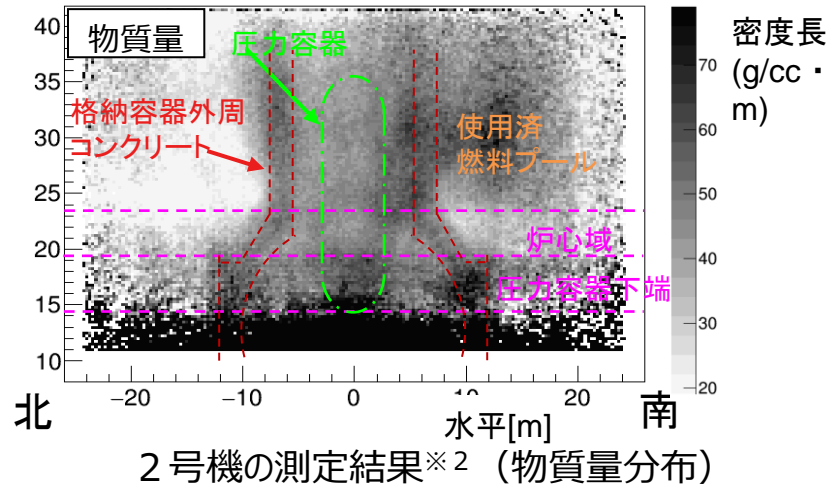 物質量
圧力容器
格納容器外周
コンクリート
使用済
燃料プール
炉心域
圧力容器下端
密度長
(g/cc・
m)
40
35
30
25
20
15
10
70
60
50
40
30
20
−20
−10
0
10
20
北
水平[m]
南
２号機の測定結果※２（物質量分布）